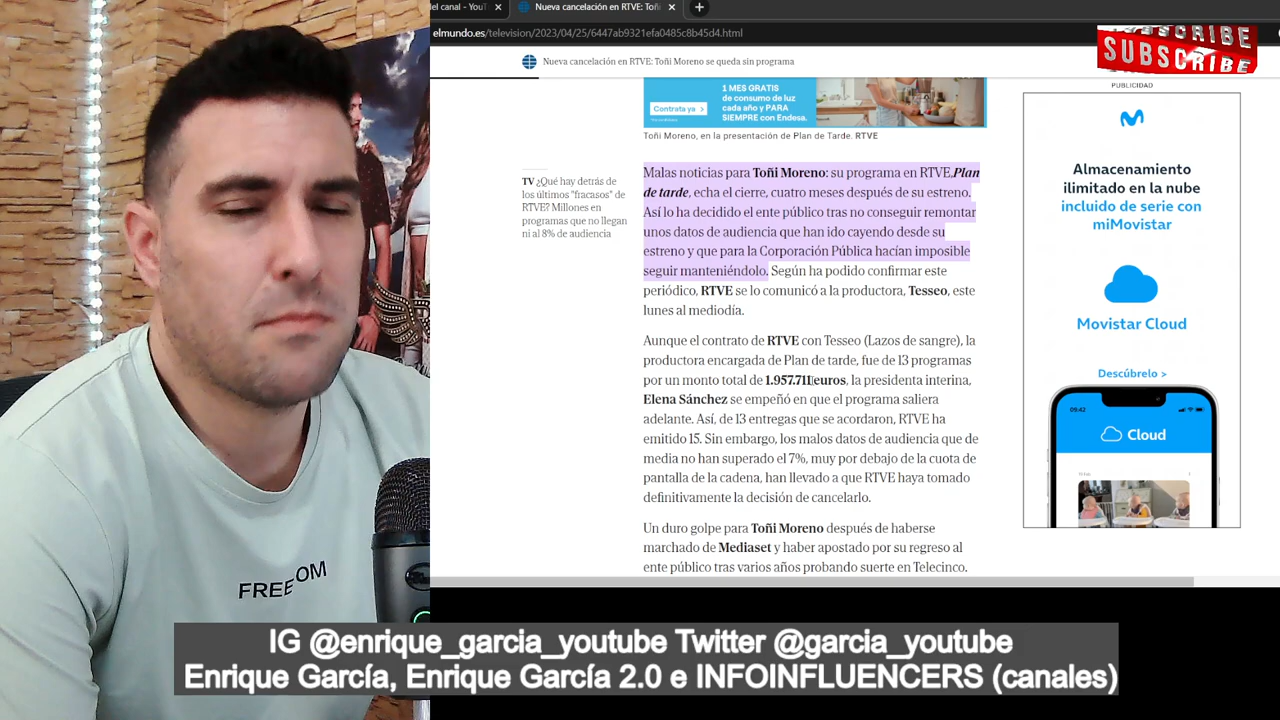 del canal - YouT
Nueva cancelación en RTVE: Toñi
elmundo.es/television/2023/04/25/6447ab9321efa0485c8b45d4.html
SUBSCRIBE
SUBSCRIBE
Nueva cancelación en RTVE: Toñi Moreno se queda sin programa
PUBLICIDAD
Contrata ya >
1 MES GRATIS
de consumo de luz
cada año y PARA
SIEMPRE con Endesa.
Toñi Moreno, en la presentación de Plan de Tarde. RTVE
TV ¿Qué hay detrás de
los últimos "fracasos" de
RTVE? Millones en
programas que no llegan
ni al 8% de audiencia
Malas noticias para Toñi Moreno: su programa en RTVE,Plan
de tarde, echa el cierre, cuatro meses después de su estreno.
Así lo ha decidido el ente público tras no conseguir remontar
unos datos de audiencia que han ido cayendo desde su
estreno y que para la Corporación Pública hacían imposible
seguir manteniéndolo. Según ha podido confirmar este
periódico, RTVE se lo comunicó a la productora, Tesseo, este
lunes al mediodía.
Aunque el contrato de RTVE con Tesseo (Lazos de sangre), la
productora encargada de Plan de tarde, fue de 13 programas
por un monto total de 1.957.711 euros, la presidenta interina,
Elena Sánchez se empeñó en que el programa saliera
adelante. Así, de 13 entregas que se acordaron, RTVE ha
emitido 15. Sin embargo, los malos datos de audiencia que de
media no han superado el 7%, muy por debajo de la cuota de
pantalla de la cadena, han llevado a que RTVE haya tomado
definitivamente la decisión de cancelarlo.
Un duro golpe para Toñi Moreno después de haberse
marchado de Mediaset y haber apostado por su regreso al
ente público tras varios años probando suerte en Telecinco.
Almacenamiento
ilimitado en la nube
incluido de serie con
miMovistar
Movistar Cloud
Descúbrelo >
09:42
Cloud
FREEDOM
IG @enrique_garcia_youtube Twitter @garcia_youtube
Enrique García, Enrique García 2.0 e INFOINFLUENCERS (canales)